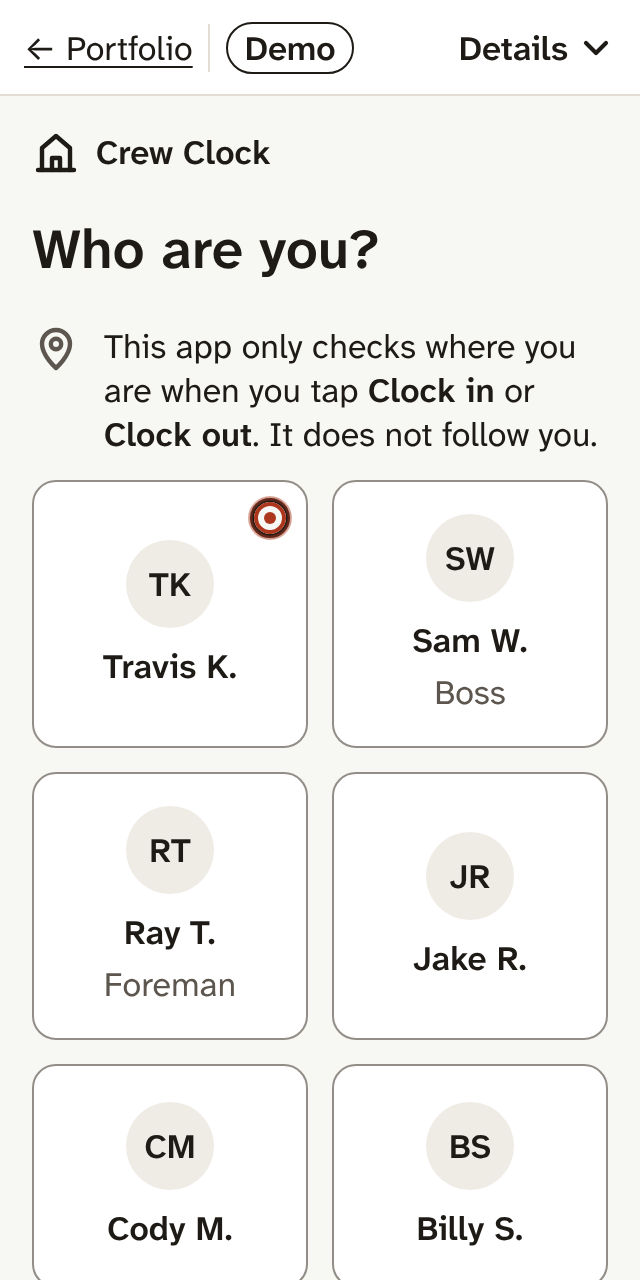 ← Portfolio
Demo
Details
Crew Clock
Who are you?
This app only checks where you
are when you tap Clock in or
Clock out. It does not follow you.
TK
Travis K.
SW
Sam W.
Boss
RT
Ray T.
Foreman
JR
Jake R.
CM
Cody M.
BS
Billy S.